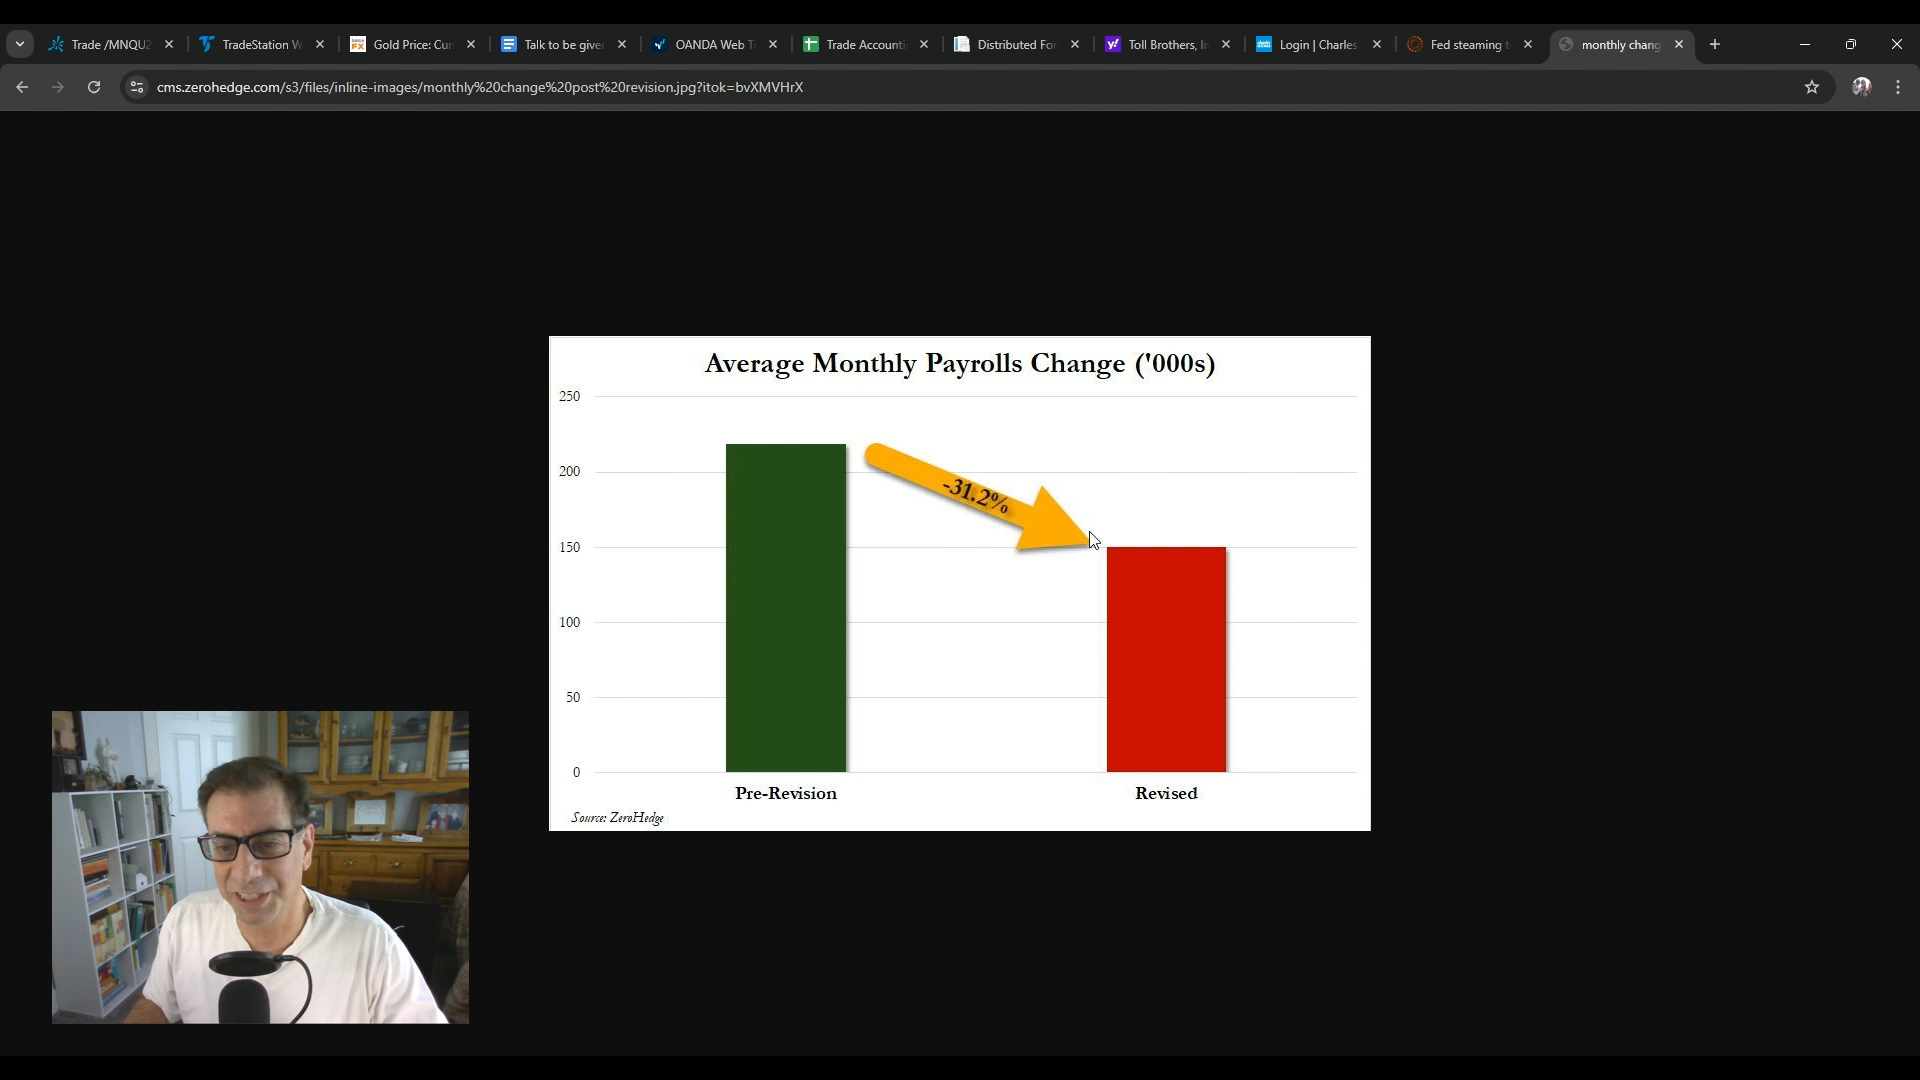 Trade /MNQU2
TradeStation W
Gold Price: Cur
Talk to be give
OANDA Web T
Trade Accounti
Distributed For
Toll Brothers, In
Login | Charles
Fed steaming t
monthly chang
cms.zerohedge.com/s3/files/inline-images/monthly%20change%20post%20revision.jpg?itok=bvXMVHrX
Average Monthly Payrolls Change ('000s)
250
200
150
100
50
0
-31.2%
Pre-Revision
Revised
Source: ZeroHedge